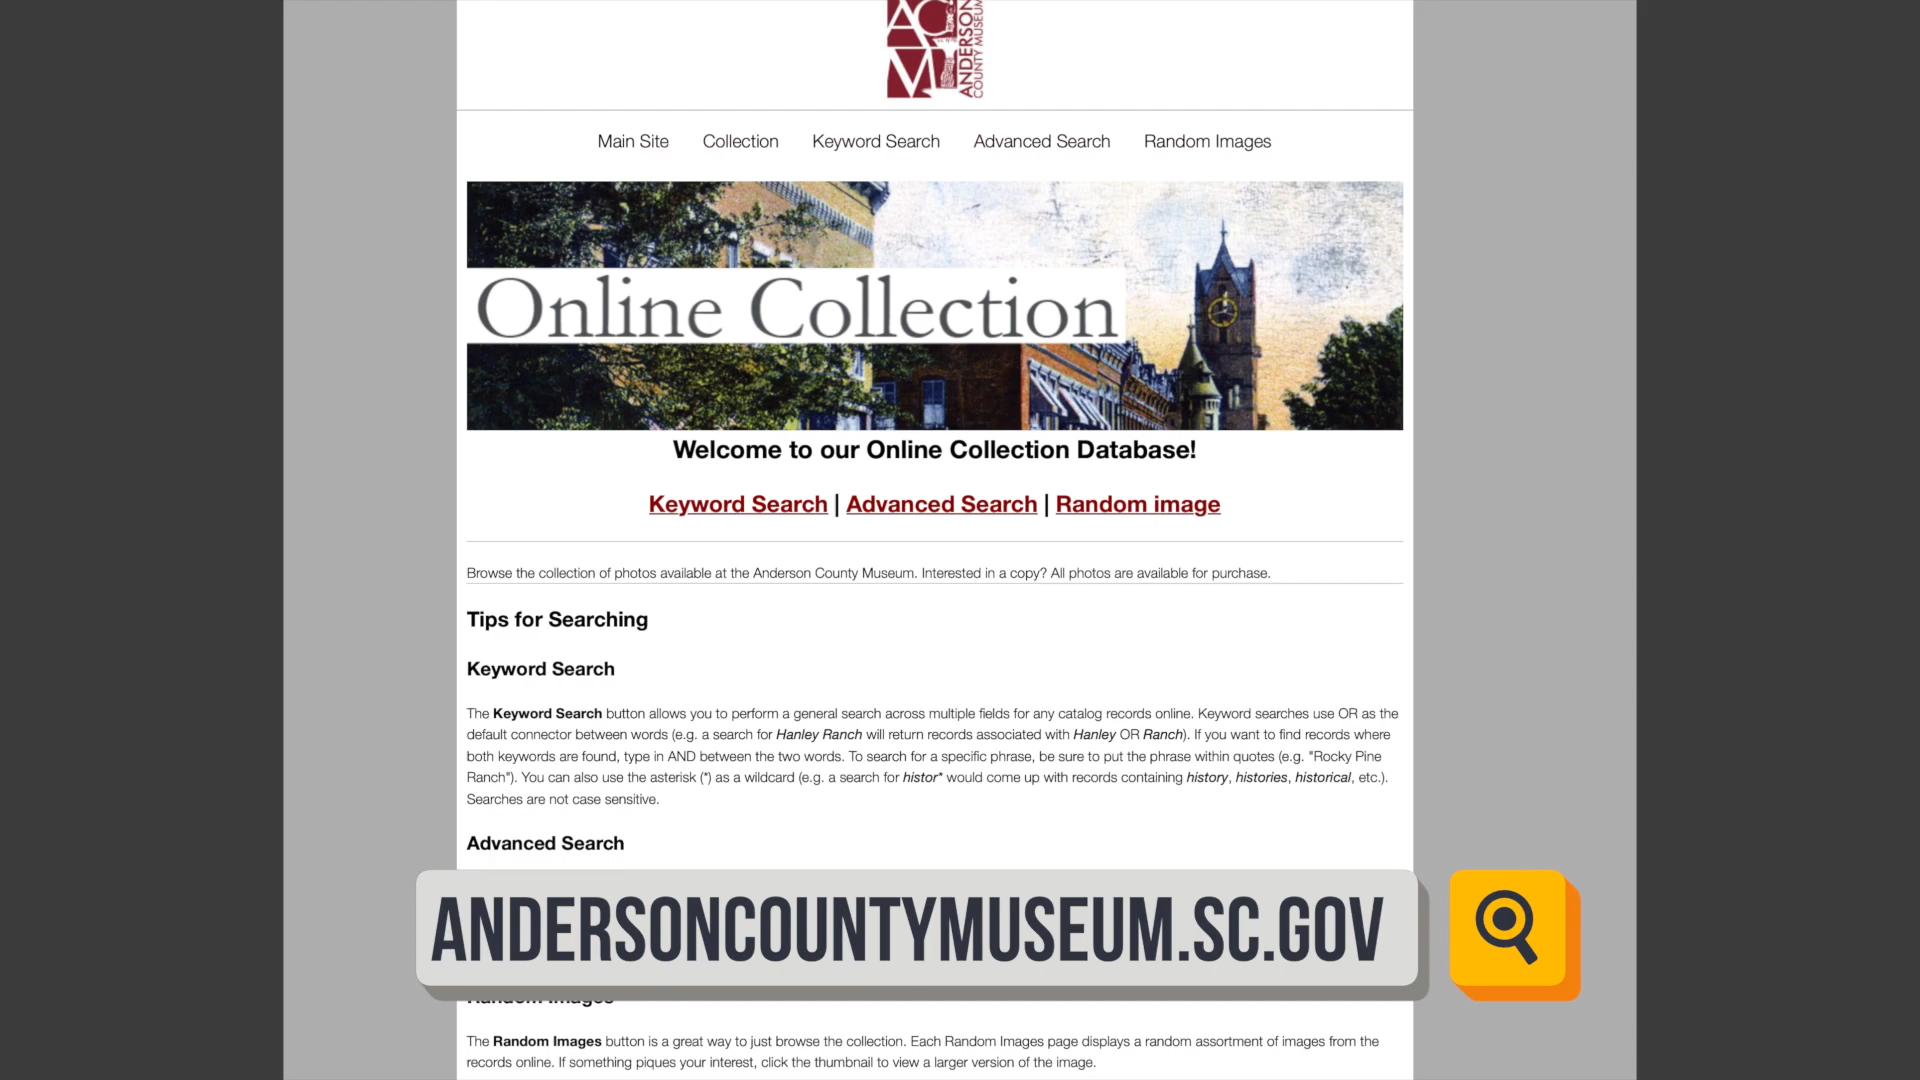 ACM
ANDERSON
COUNTY MUSEUM
Main Site Collection Keyword Search Advanced Search Random Images
Online Collection
Welcome to our Online Collection Database!
Keyword Search | Advanced Search | Random image
Browse the collection of photos available at the Anderson County Museum. Interested in a copy? All photos are available for purchase.
Tips for Searching
Keyword Search
The Keyword Search button allows you to perform a general search across multiple fields for any catalog records online. Keyword searches use OR as the
default connector between words (e.g. a search for Hanley Ranch will return records associated with Hanley OR Ranch). If you want to find records where
both keywords are found, type in AND between the two words. To search for a specific phrase, be sure to put the phrase within quotes (e.g. "Rocky Pine
Ranch"). You can also use the asterisk (*) as a wildcard (e.g. a search for histor* would come up with records containing history, histories, historical, etc.).
Searches are not case sensitive.
Advanced Search
ANDERSONCOUNTYMUSEUM.SC.GOV
Random Images
The Random Images button is a great way to just browse the collection. Each Random Images page displays a random assortment of images from the
records online. If something piques your interest, click the thumbnail to view a larger version of the image.